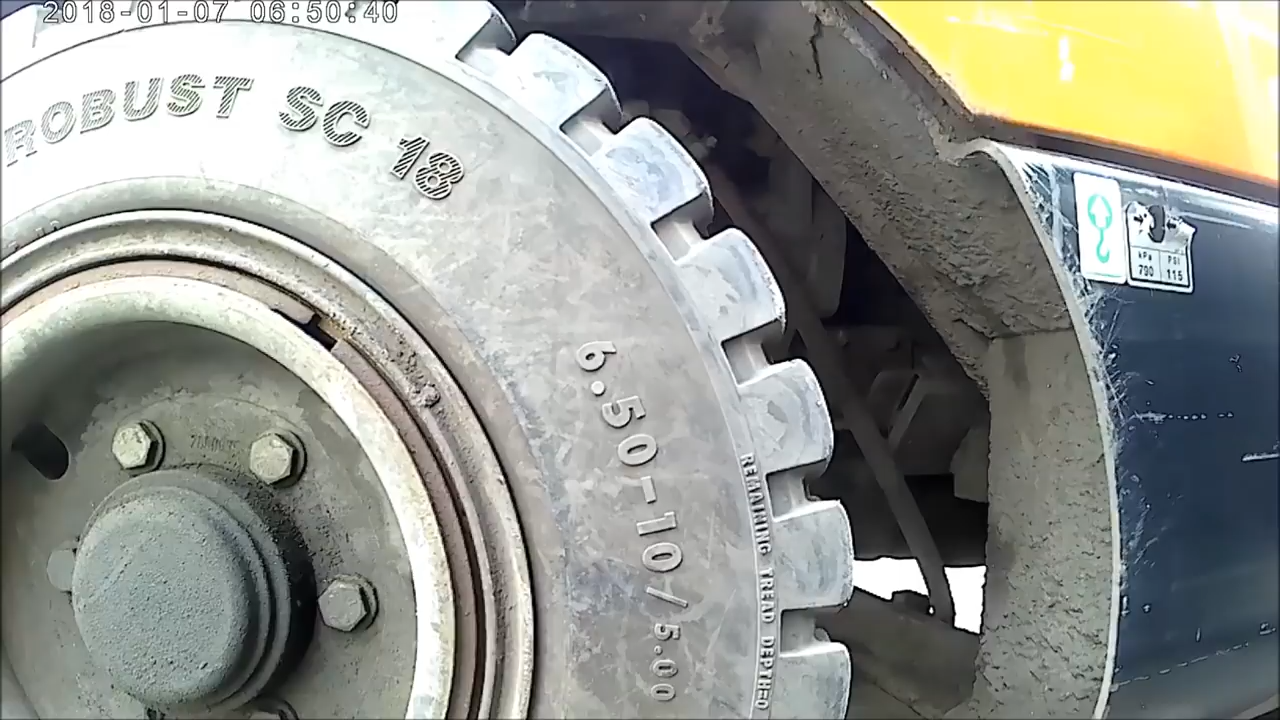 2018-01-07 06:50:40
ROBUST SC 18
6.50-10/5.00
REMAINING TREAD DEPTH
kPa PSI
790 115